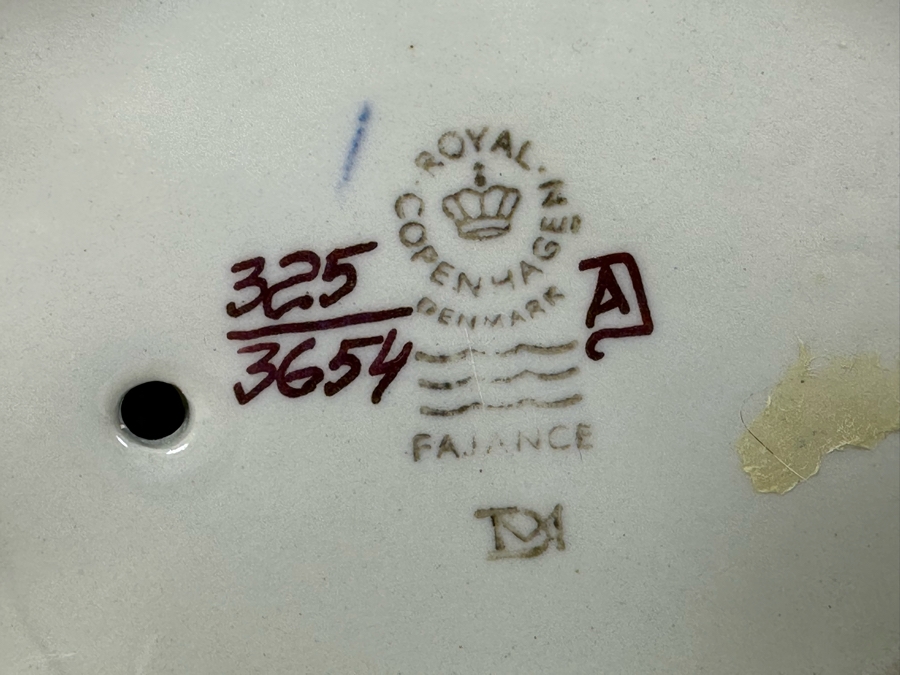 ROYAL
COPENHAGEN
DENMARK
325
3654
FAJANCE